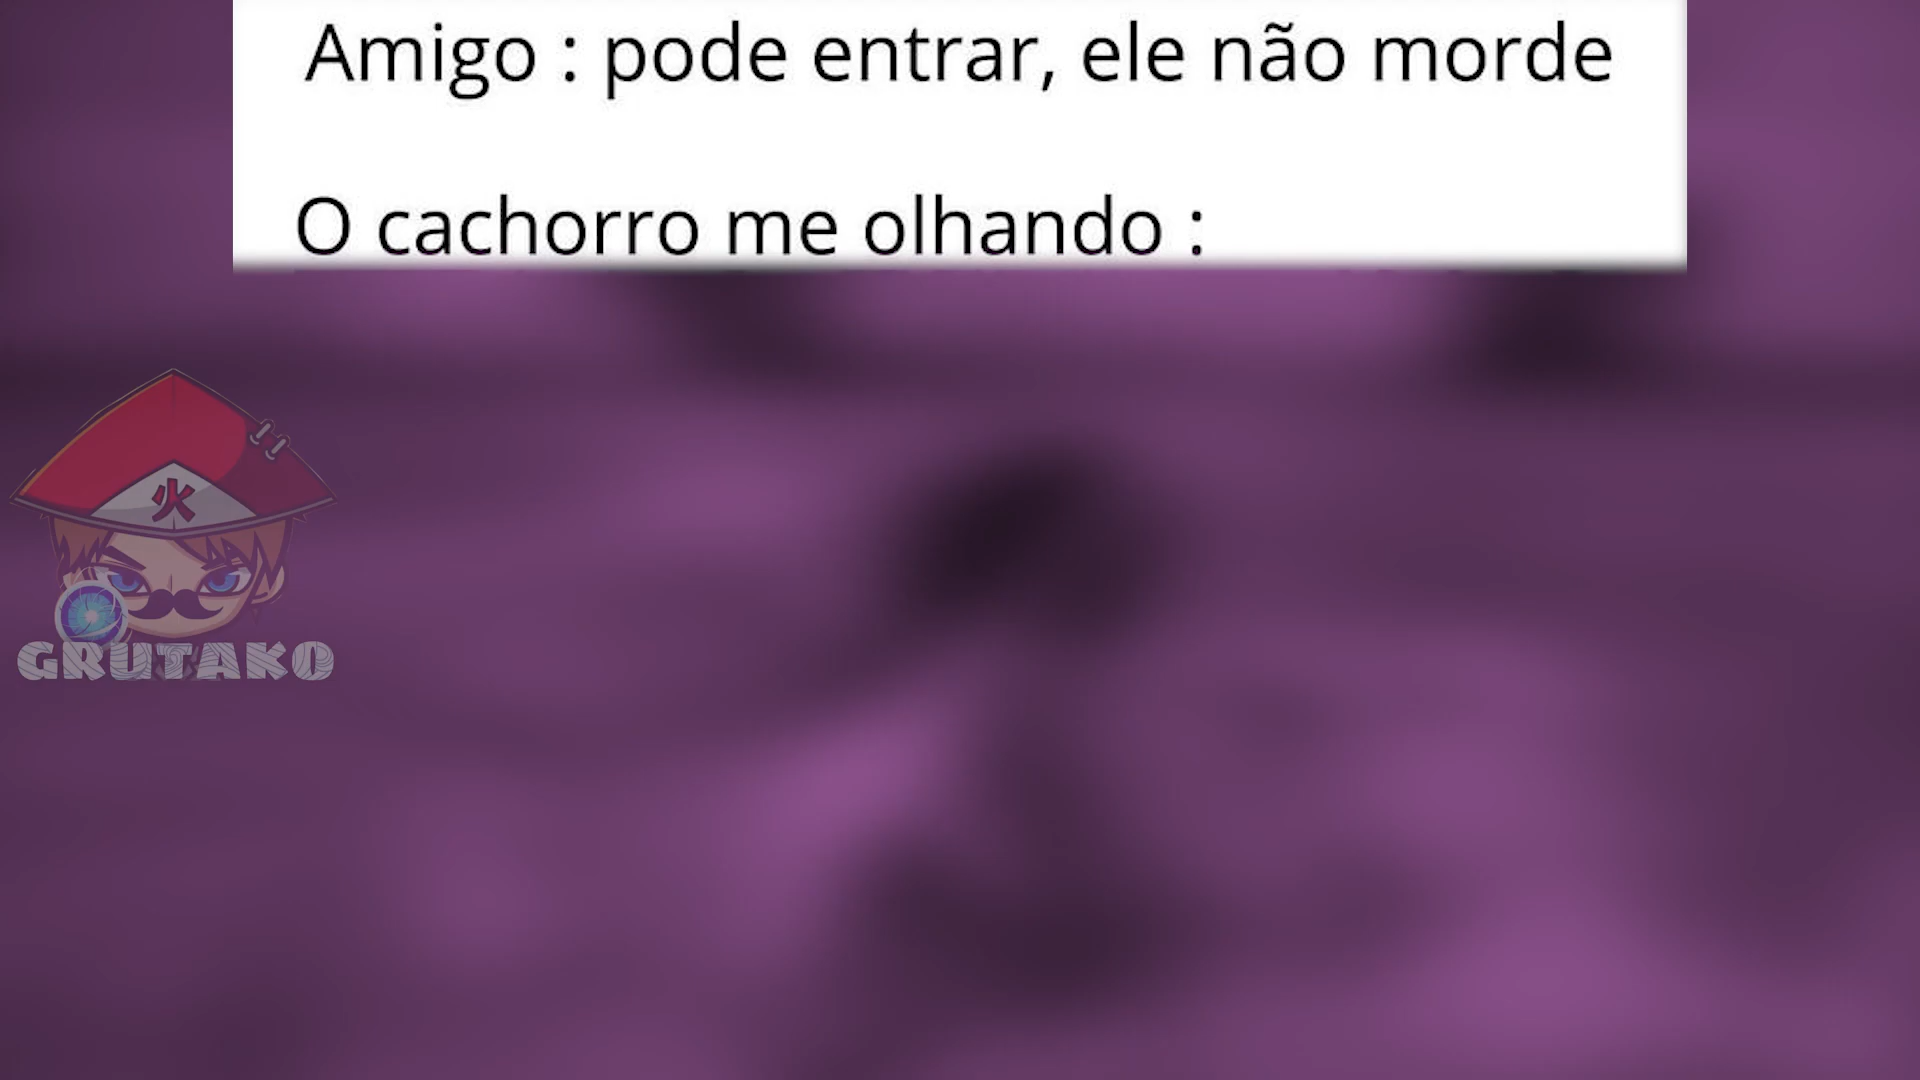 Amigo : pode entrar, ele não morde
O cachorro me olhando :
火
GRUTAKO